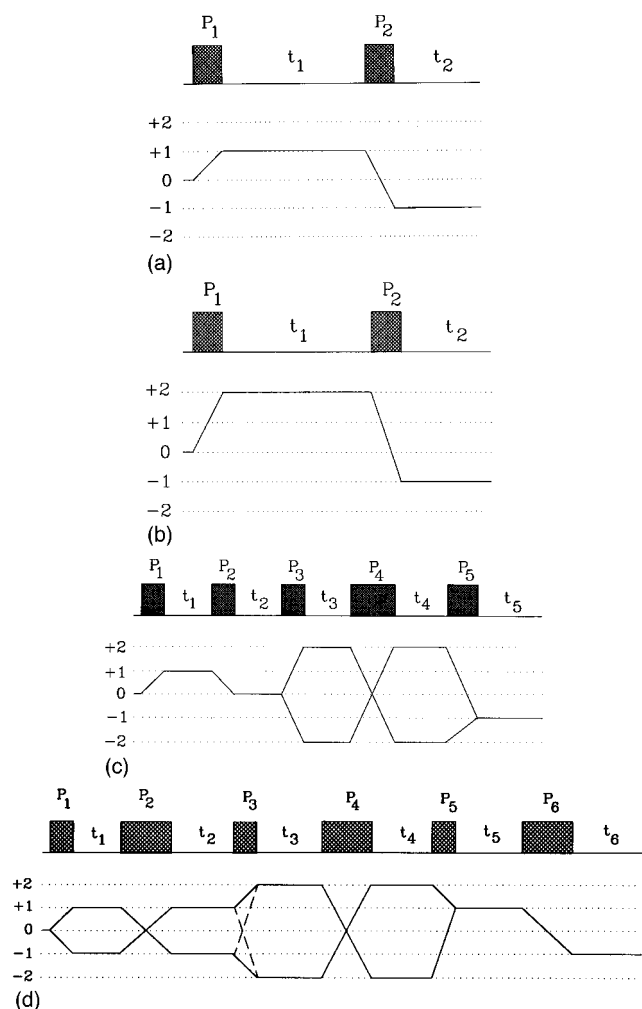 P1 P2
t1 t2
+2
+1
0
-1
-2
(a)
P1 P2
t1 t2
+2
+1
0
-1
-2
(b)
P1 P2 P3 P4 P5
t1 t2 t3 t4 t5
+2
+1
0
-1
-2
(c)
P1 P2 P3 P4 P5 P6
t1 t2 t3 t4 t5 t6
+2
+1
0
-1
-2
(d)